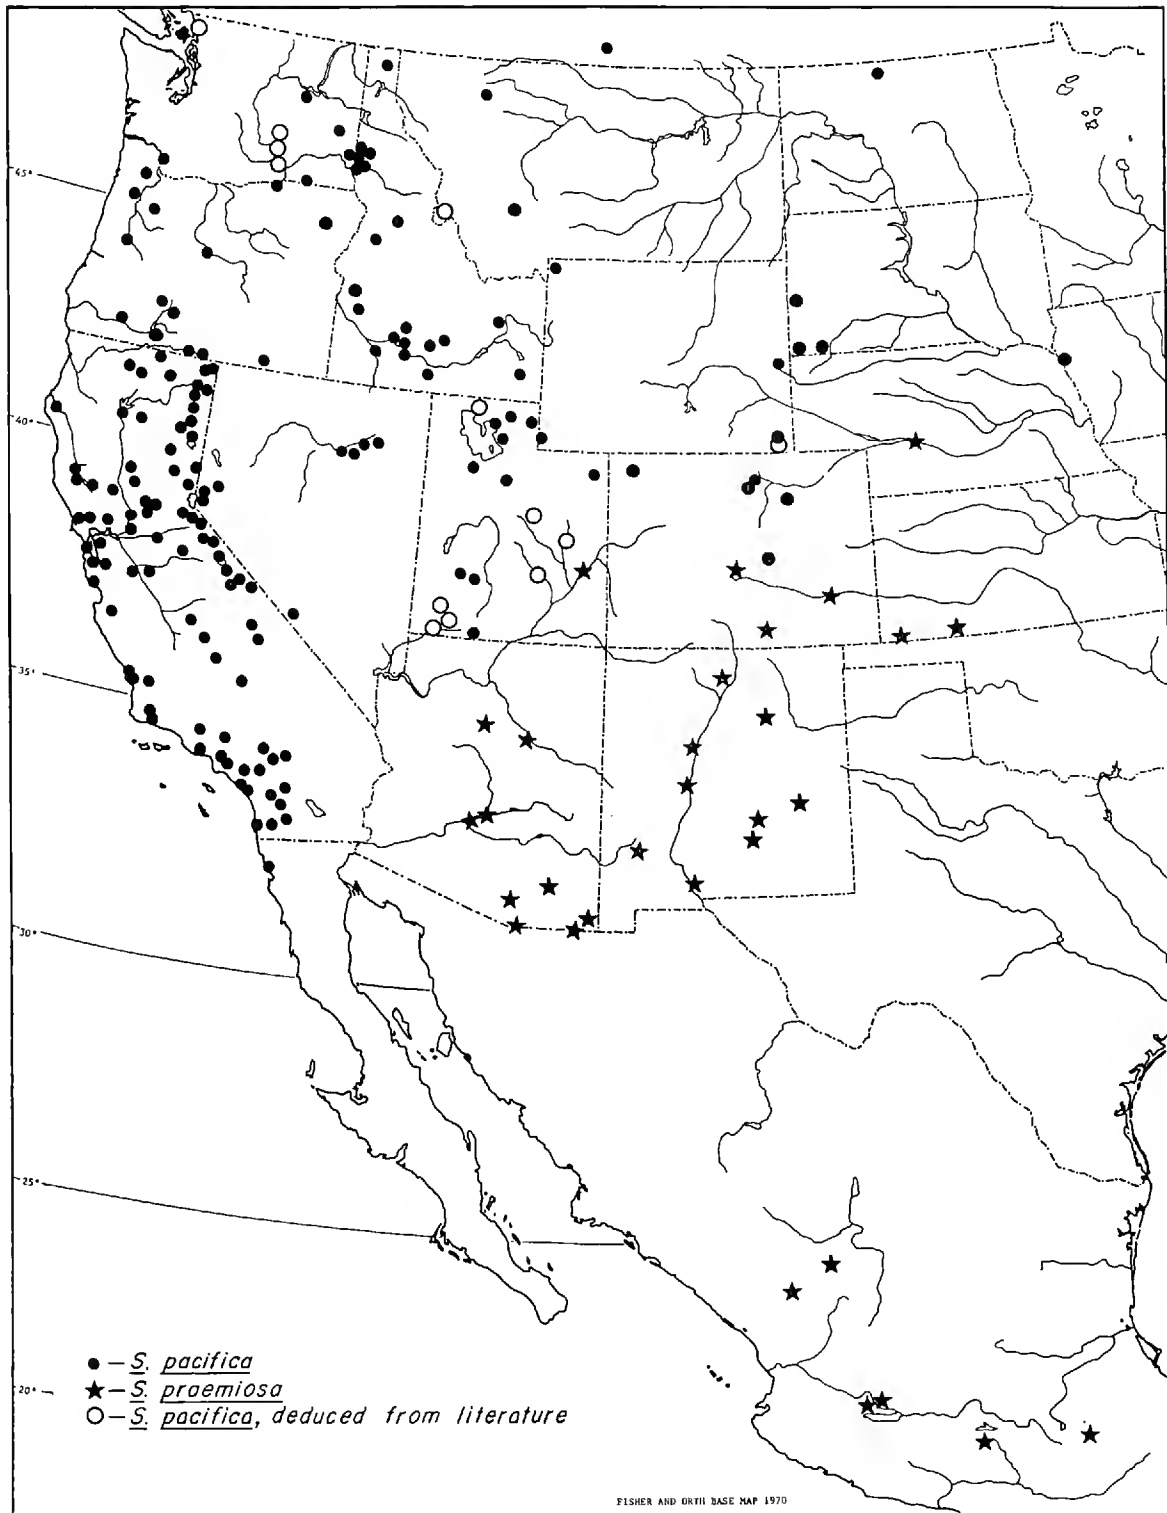 45°
40°
35°
30°
25°
20°
● – S. pacifica
★ – S. praemiosa
○ – S. pacifica, deduced from literature
FISHER AND ORTH BASE MAP 1970